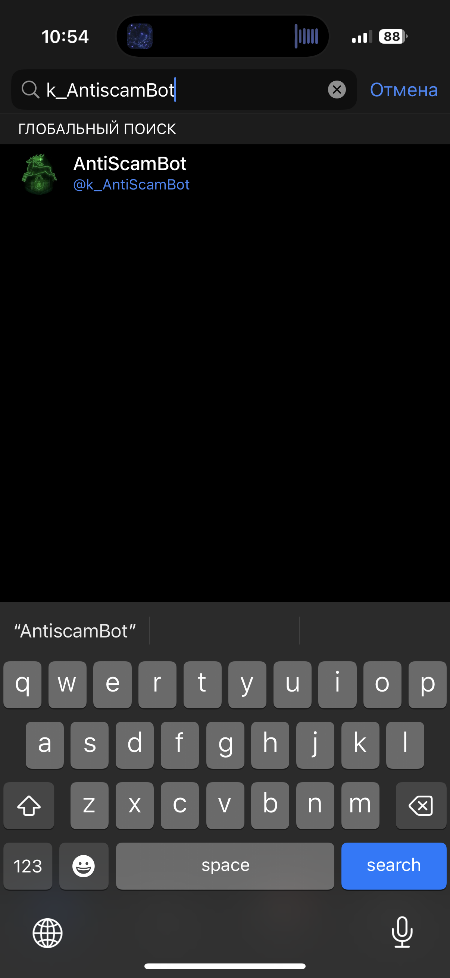 10:54
88
k_AntiscamBot
Отмена
ГЛОБАЛЬНЫЙ ПОИСК
AntiScamBot
@k_AntiScamBot
“AntiscamBot”
q w e r t y u i o p
a s d f g h j k l
z x c v b n m
123 space search